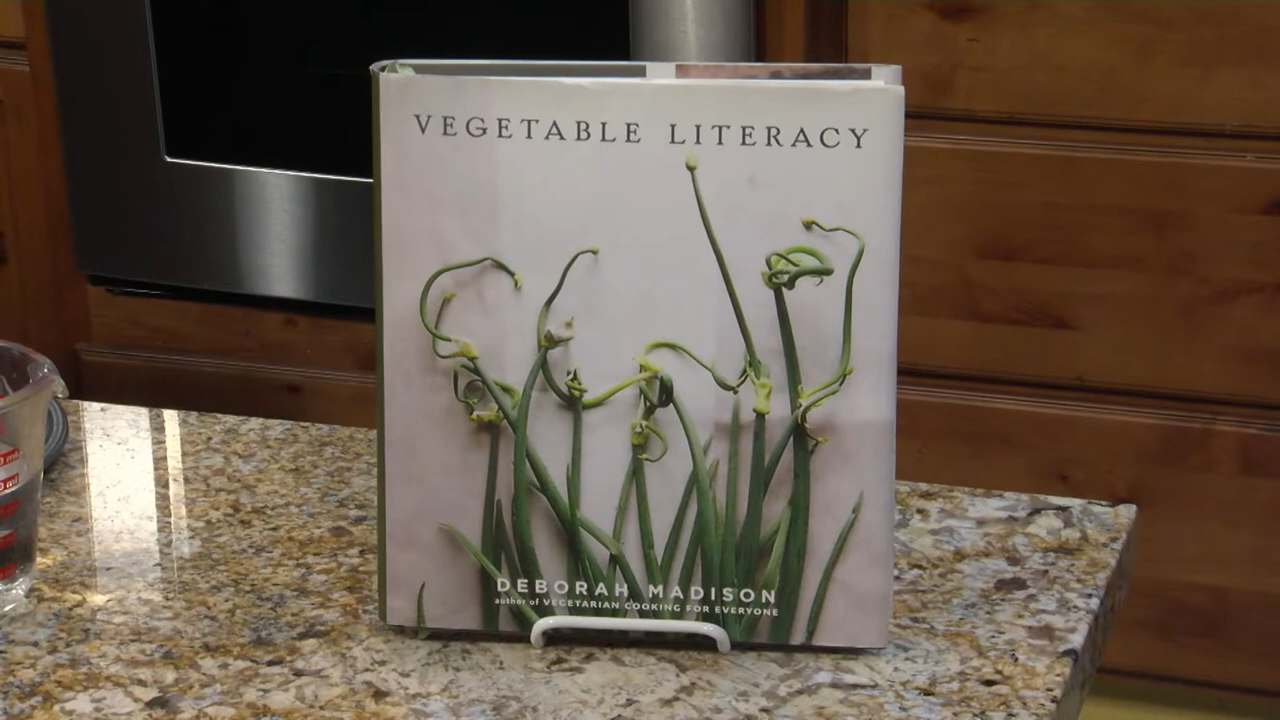 VEGETABLE LITERACY
DEBORAH MADISON
author of VEGETARIAN COOKING FOR EVERYONE